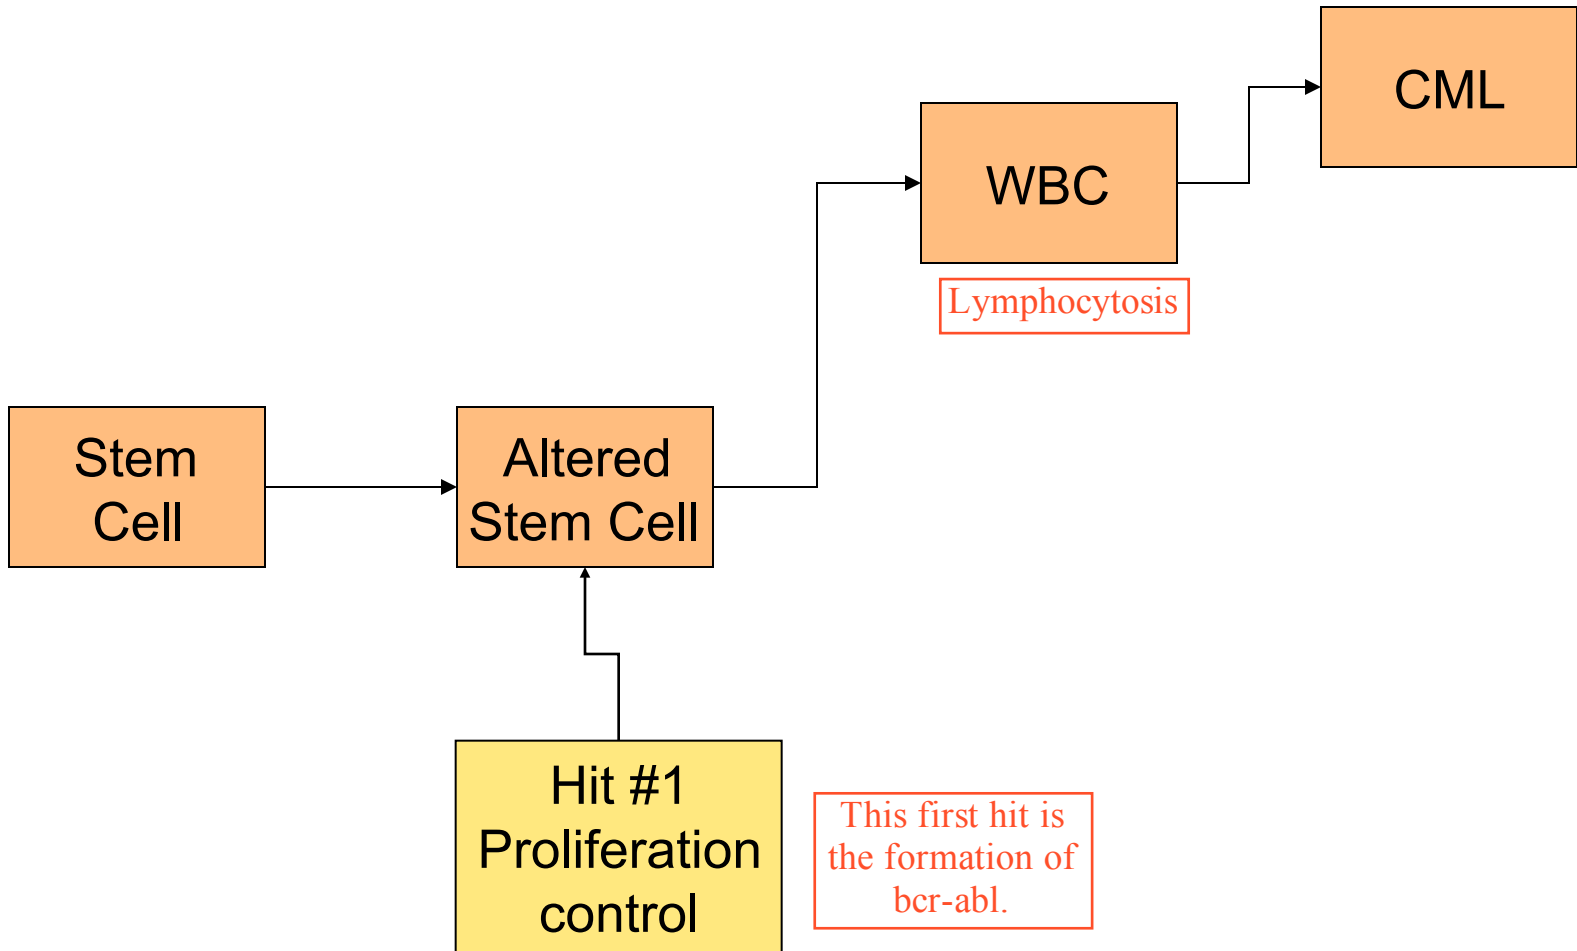 CML
WBC
Lymphocytosis
Stem
Cell
Altered
Stem Cell
Hit #1
Proliferation
control
This first hit is
the formation of
bcr-abl.